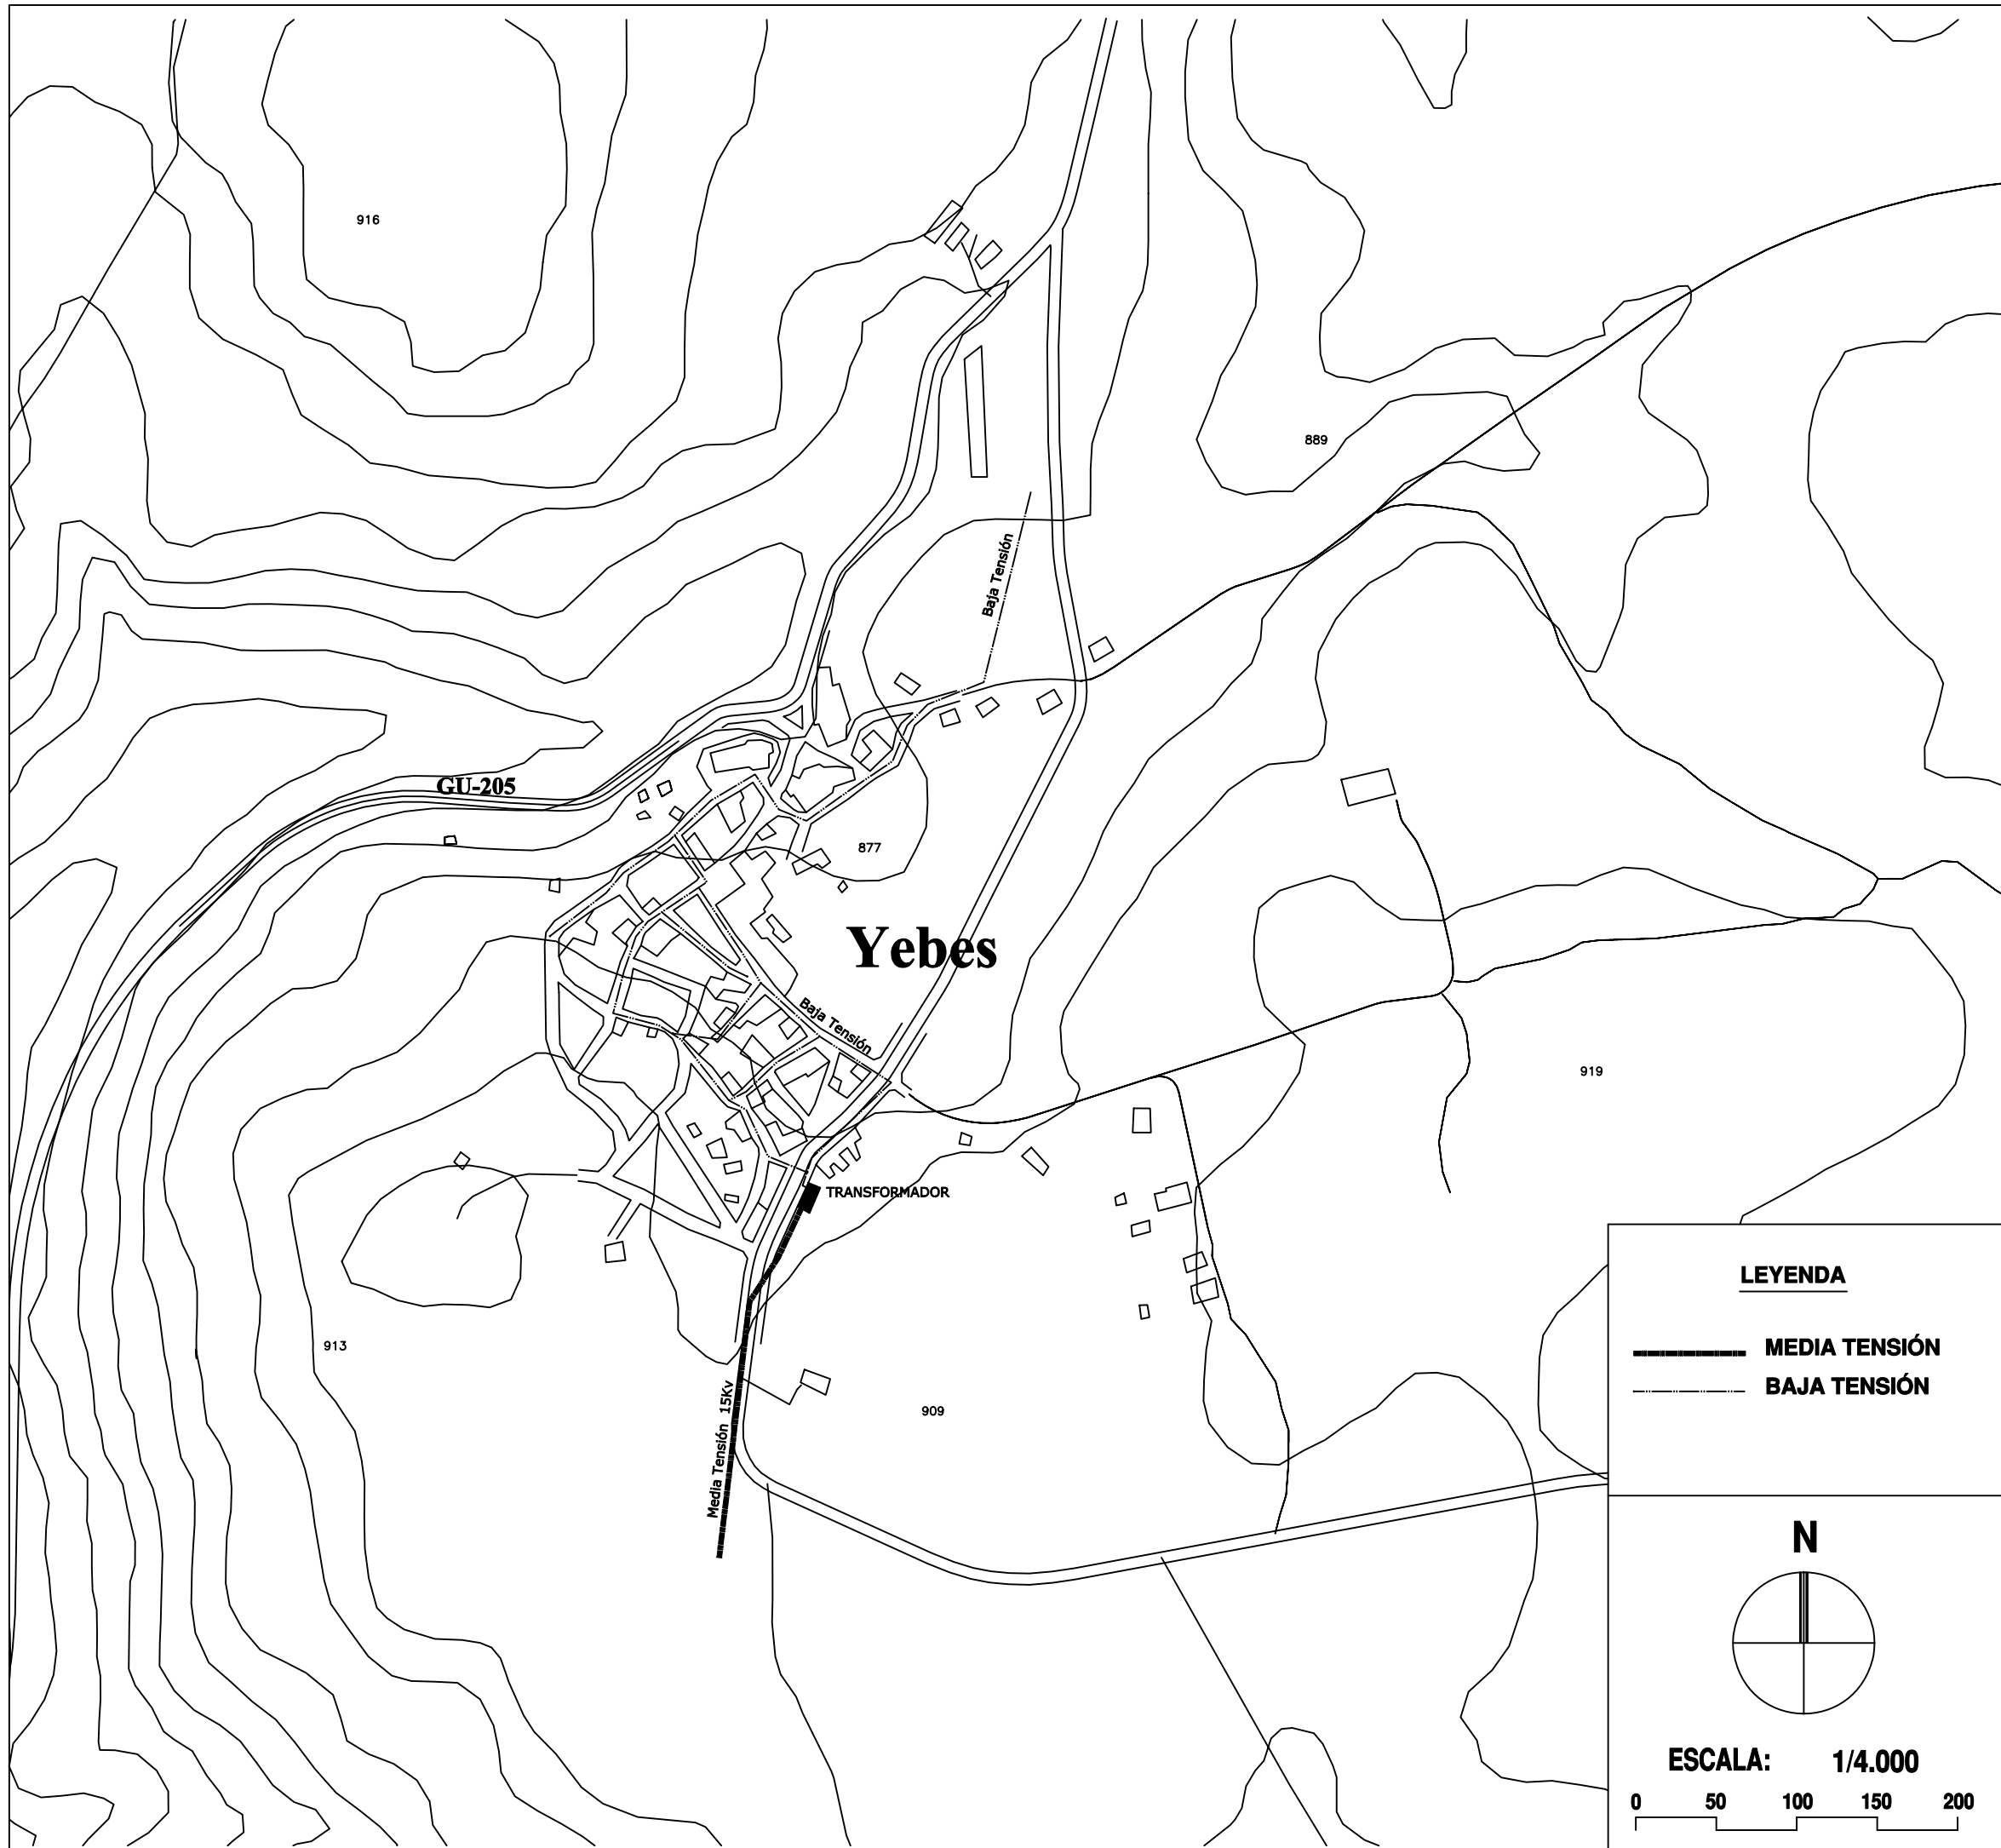 916
889
Baja Tensión
GU-205
877
Yebes
Baja Tensión
919
TRANSFORMADOR
913
Media Tensión 15Kv
909
LEYENDA
MEDIA TENSIÓN
BAJA TENSIÓN
N
ESCALA: 1/4.000
0 50 100 150 200